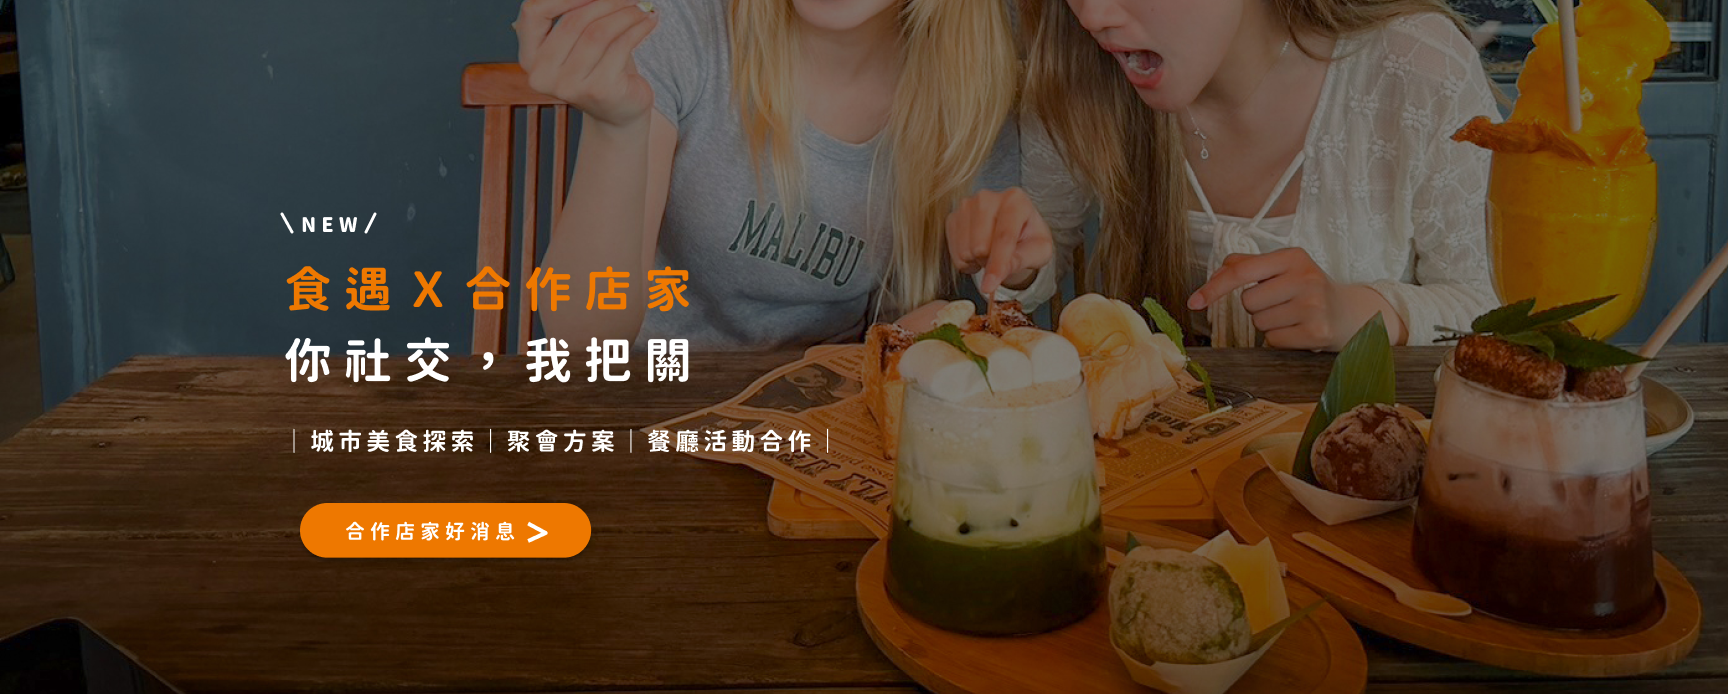 \ NEW /
食遇 X 合作店家
你社交，我把關
｜城市美食探索｜聚會方案｜餐廳活動合作｜
合作店家好消息 >
MALIBU